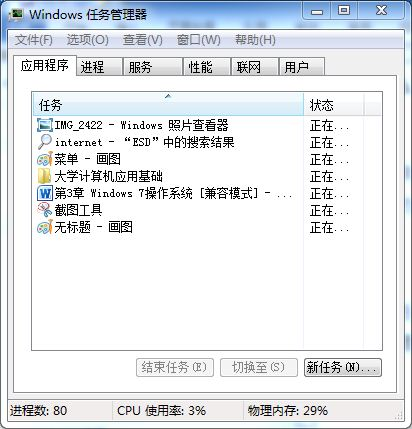 Windows 任务管理器
文件(F) 选项(O) 查看(V) 窗口(W) 帮助(H)
应用程序 进程 服务 性能 联网 用户
任务 状态
IMG_2422 - Windows 照片查看器 正在...
internet - “ESD”中的搜索结果 正在...
菜单 - 画图 正在...
大学计算机应用基础 正在...
第3章 Windows 7操作系统 [兼容模式] - ... 正在...
截图工具 正在...
无标题 - 画图 正在...
结束任务(E) 切换至(S) 新任务(N)...
进程数: 80 CPU 使用率: 3% 物理内存: 29%